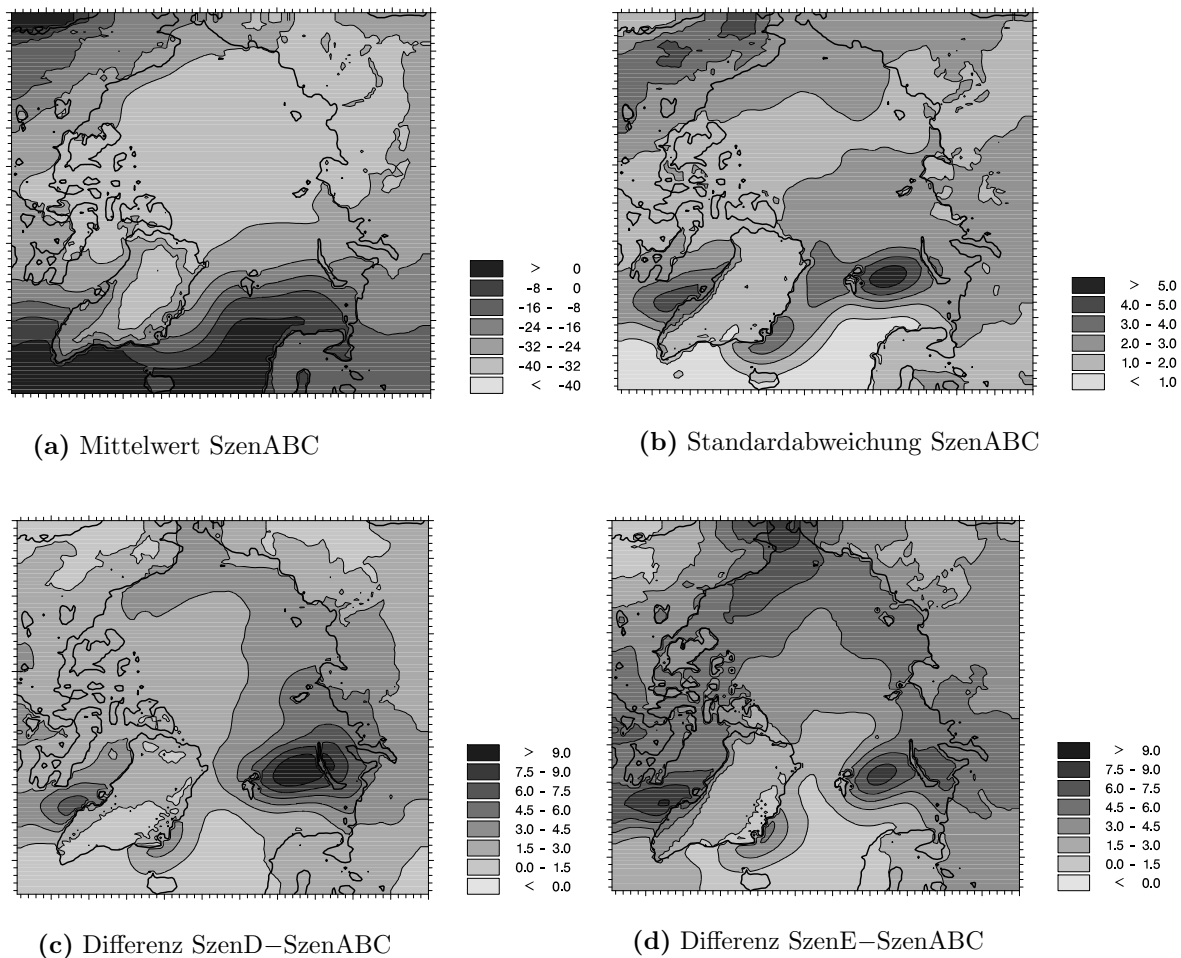 > 0
-8 - 0
-16 - -8
-24 - -16
-32 - -24
-40 - -32
< -40
> 5.0
4.0 - 5.0
3.0 - 4.0
2.0 - 3.0
1.0 - 2.0
< 1.0
(a) Mittelwert SzenABC
(b) Standardabweichung SzenABC
> 9.0
7.5 - 9.0
6.0 - 7.5
4.5 - 6.0
3.0 - 4.5
1.5 - 3.0
0.0 - 1.5
< 0.0
> 9.0
7.5 - 9.0
6.0 - 7.5
4.5 - 6.0
3.0 - 4.5
1.5 - 3.0
0.0 - 1.5
< 0.0
(c) Differenz SzenD−SzenABC
(d) Differenz SzenE−SzenABC